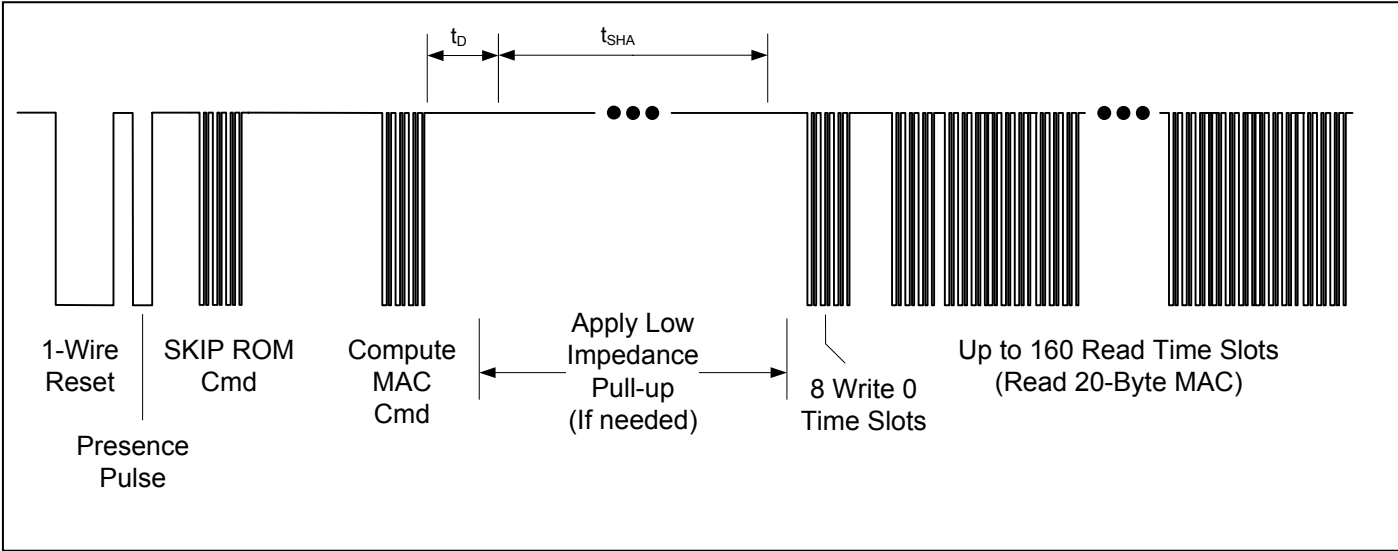 tD
tSHA
1-Wire
Reset
Presence
Pulse
SKIP ROM
Cmd
Compute
MAC
Cmd
Apply Low
Impedance
Pull-up
(If needed)
8 Write 0
Time Slots
Up to 160 Read Time Slots
(Read 20-Byte MAC)